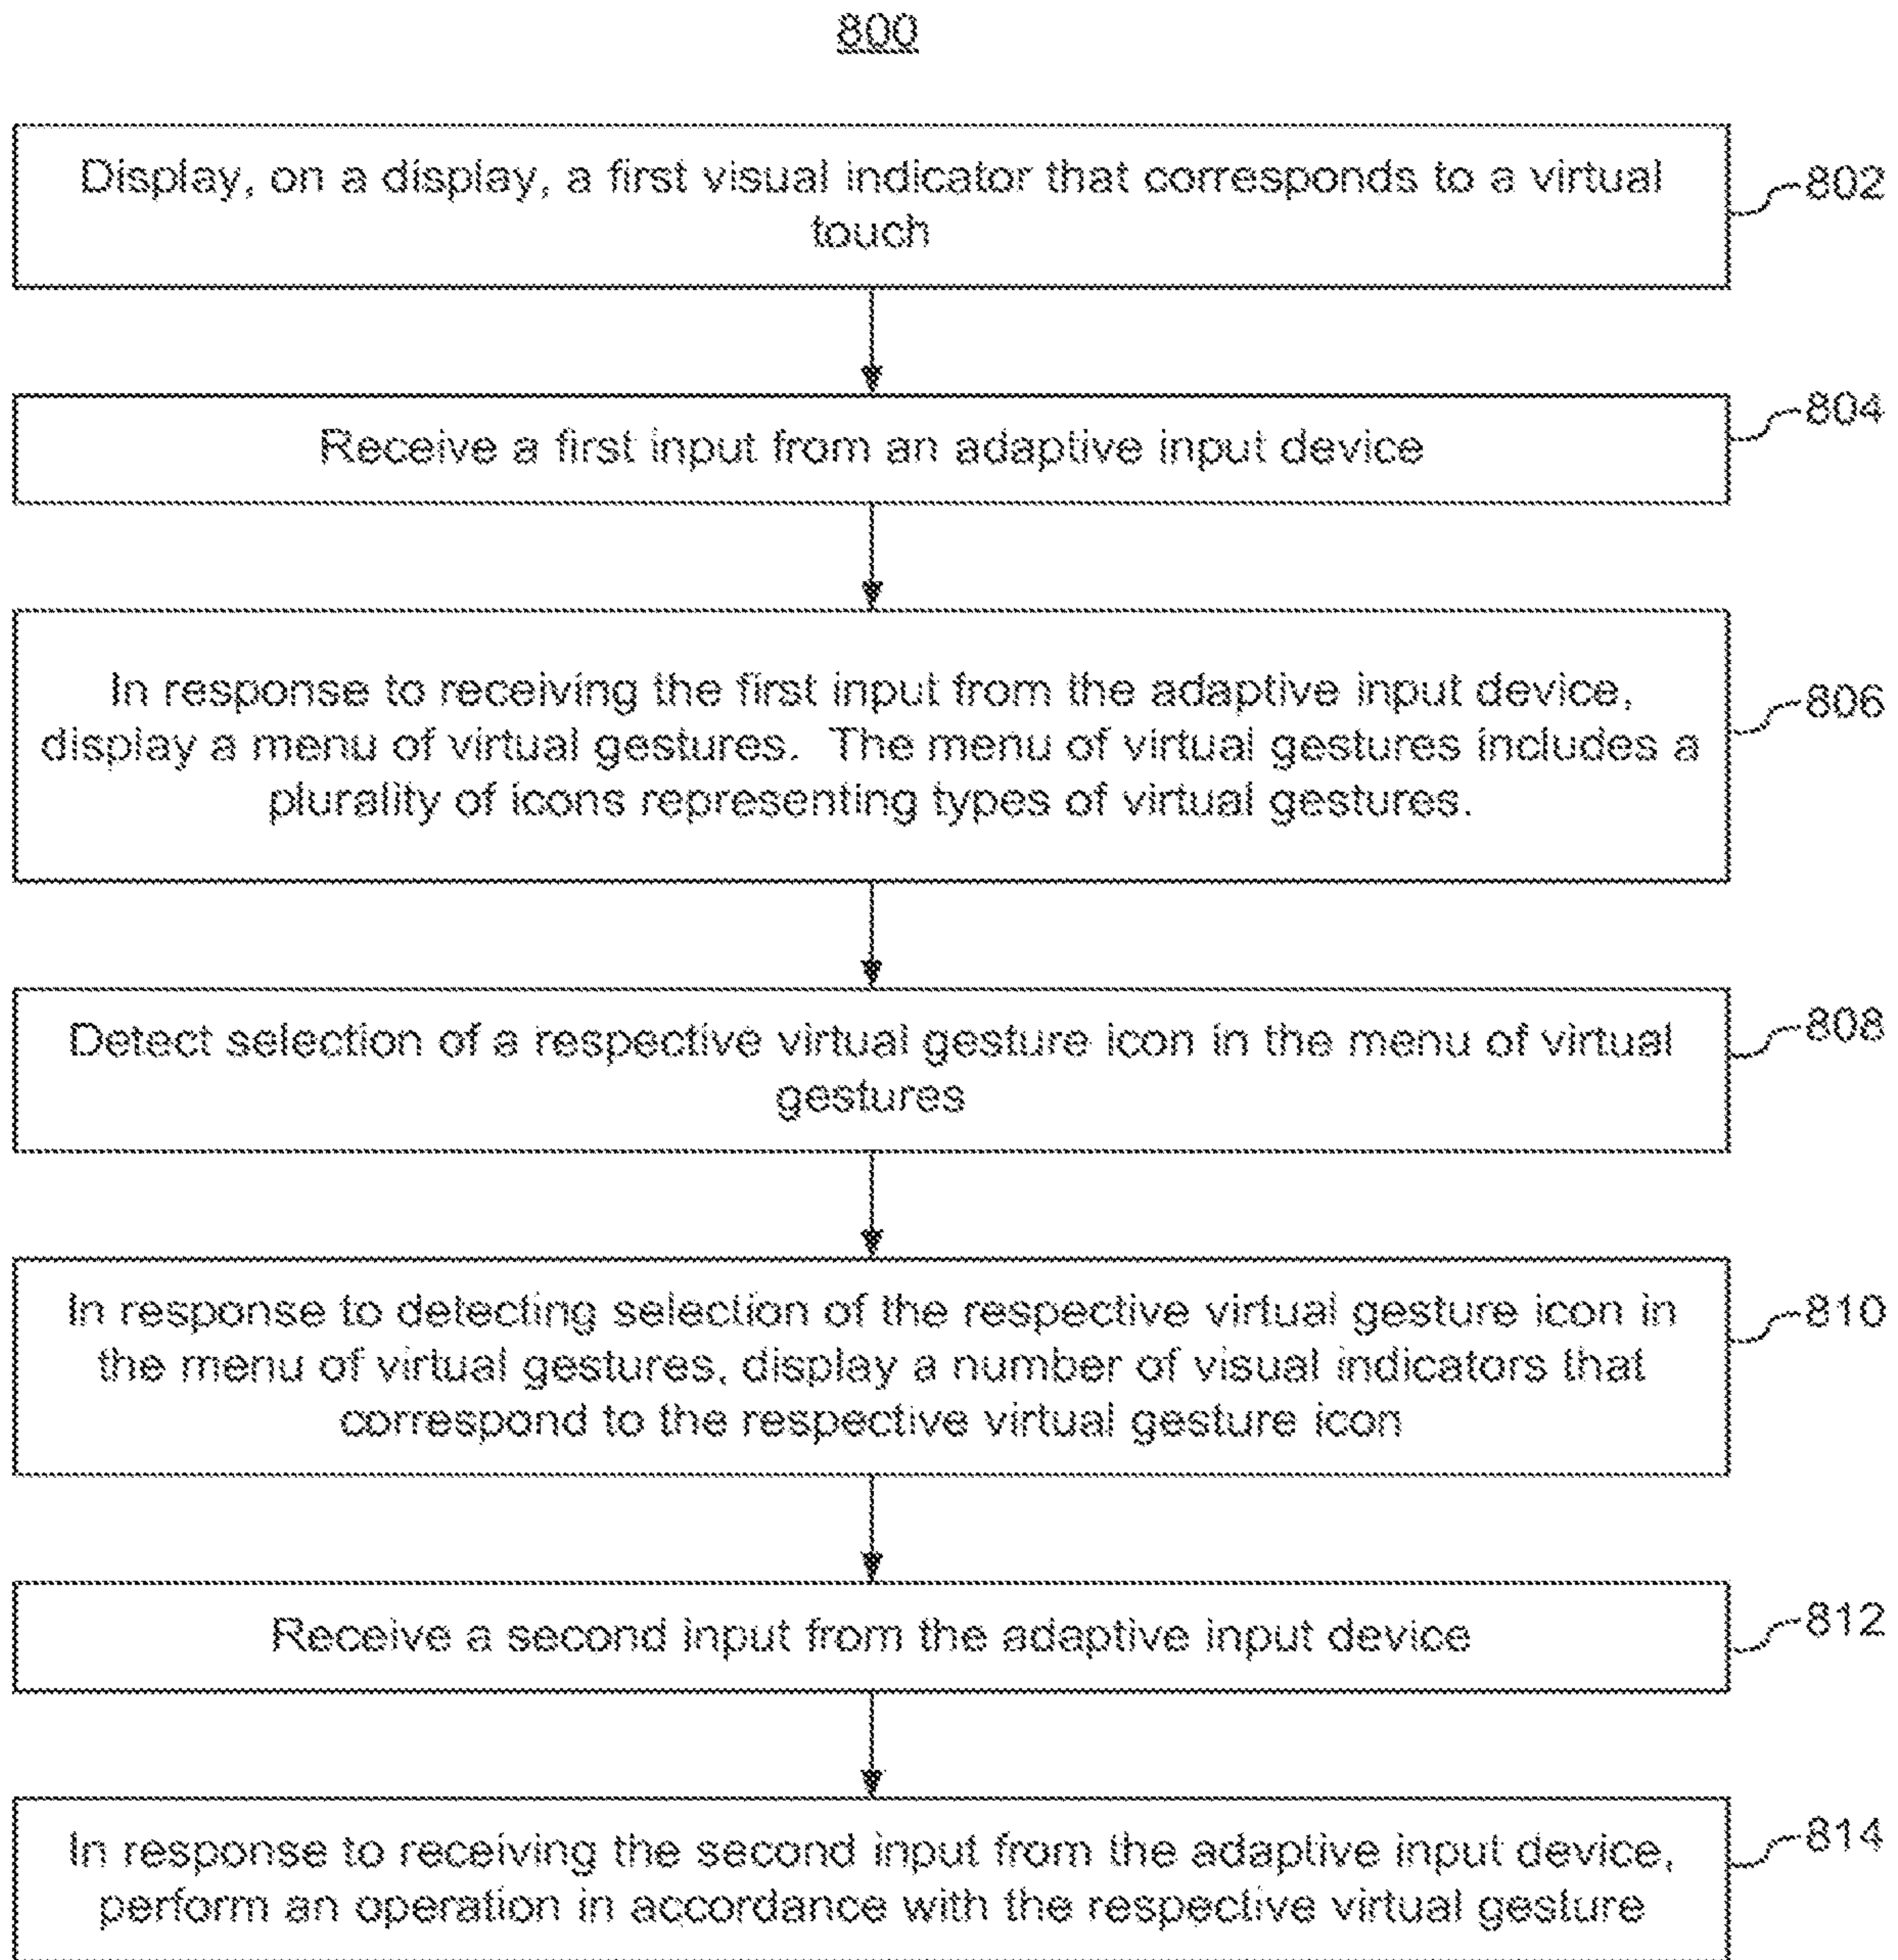 800
Display, on a display, a first visual indicator that corresponds to a virtual
touch
802
Receive a first input from an adaptive input device
804
In response to receiving the first input from the adaptive input device,
display a menu of virtual gestures. The menu of virtual gestures includes a
plurality of icons representing types of virtual gestures.
806
Detect selection of a respective virtual gesture icon in the menu of virtual
gestures
808
In response to detecting selection of the respective virtual gesture icon in
the menu of virtual gestures, display a number of visual indicators that
correspond to the respective virtual gesture icon
810
Receive a second input from the adaptive input device
812
In response to receiving the second input from the adaptive input device,
perform an operation in accordance with the respective virtual gesture
814